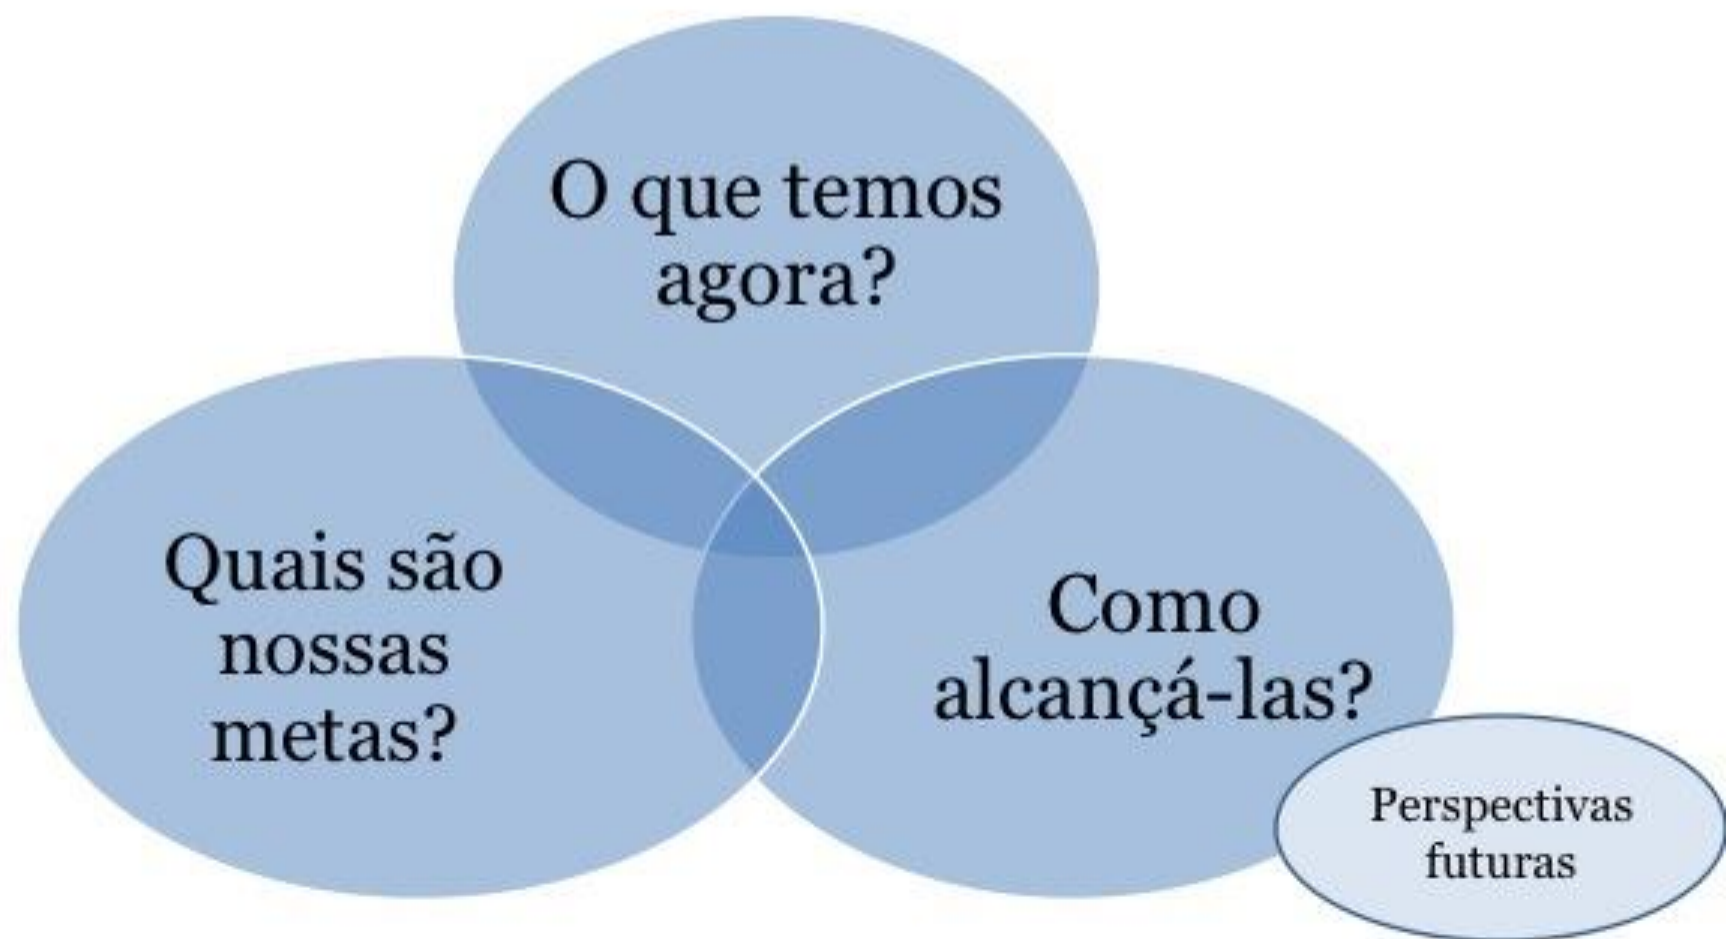 O que temos
agora?
Quais são
nossas
metas?
Como
alcançá-las?
Perspectivas
futuras